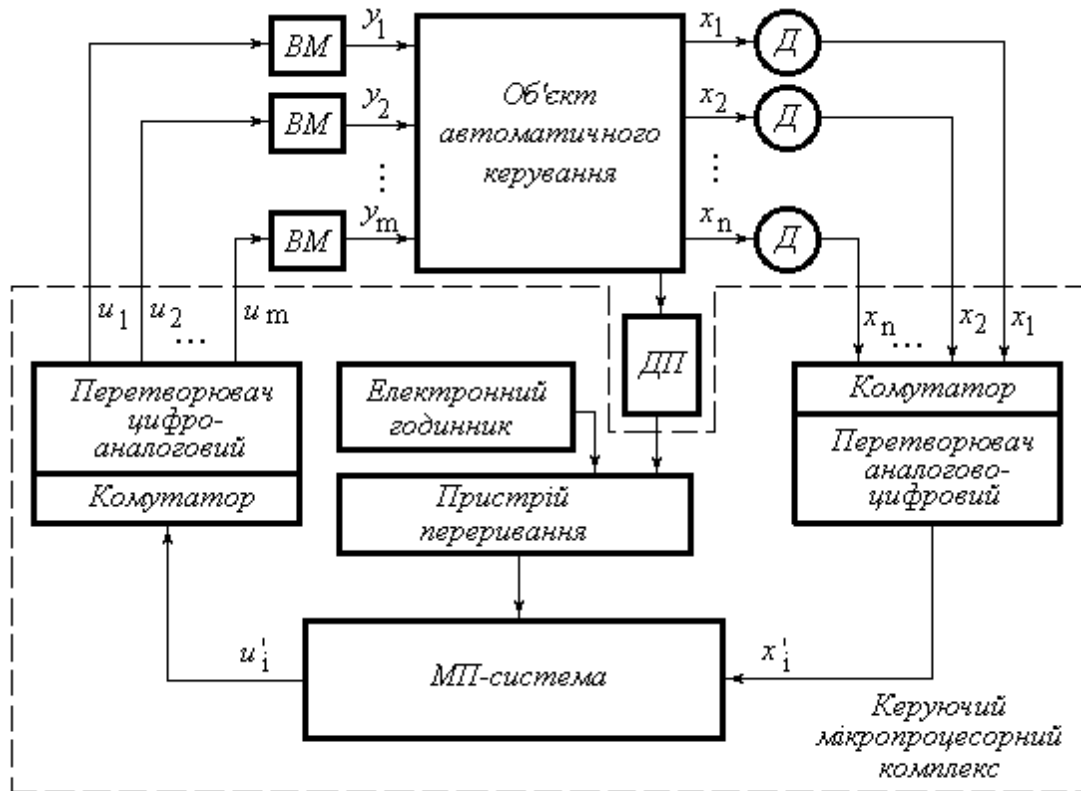 y1
x1
ВМ
Д
y2
x2
ВМ
Об'єкт
автоматичного
керування
Д
⋮
⋮
ym
xn
ВМ
Д
u1
u2
...
um
xn
...
x2
x1
ДП
Перетворювач
цифро-
аналоговий
Комутатор
Електронний
годинник
Комутатор
Перетворювач
аналогово-
цифровий
Пристрій
переривання
u'i
МП-система
x'i
Керуючий
мікропроцесорний
комплекс